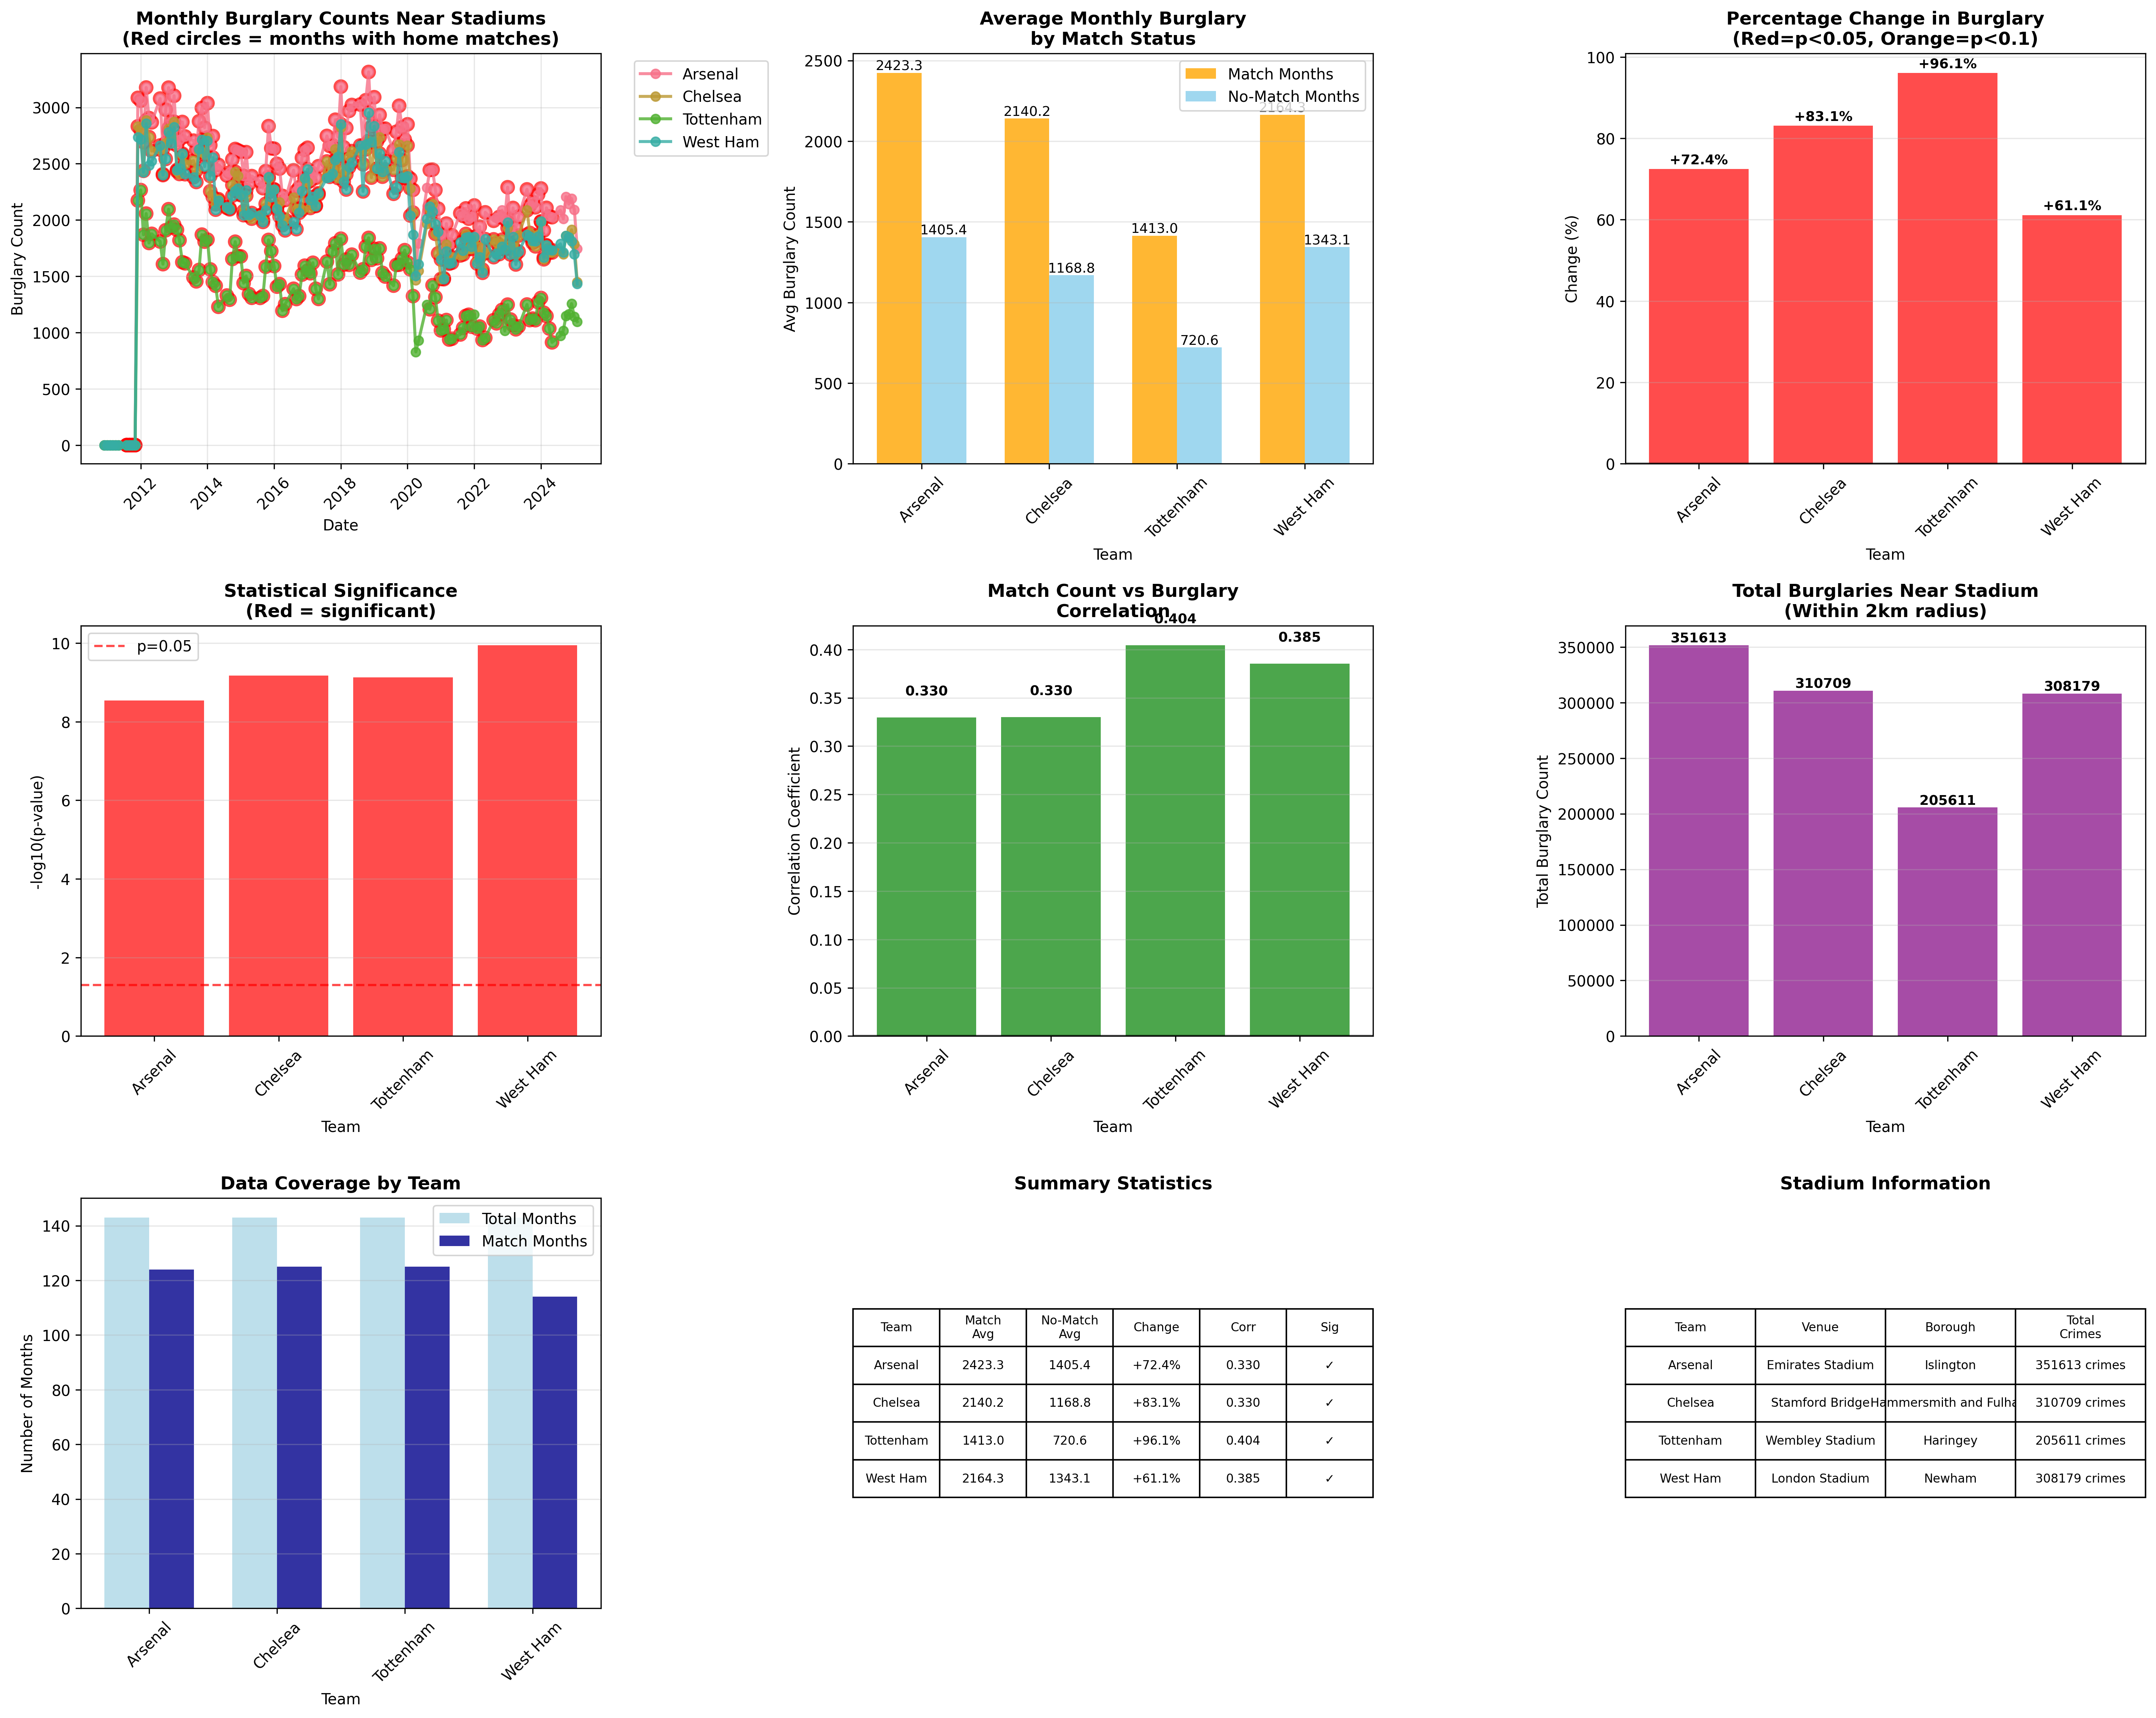 Monthly Burglary Counts Near Stadiums
(Red circles = months with home matches)
Burglary Count
3000
2500
2000
1500
1000
500
0
2012
2014
2016
2018
2020
2022
2024
Date
Arsenal
Chelsea
Tottenham
West Ham
Average Monthly Burglary
by Match Status
Avg Burglary Count
2500
2000
1500
1000
500
0
Match Months
No-Match Months
2423.3
1405.4
2140.2
1168.8
1413.0
720.6
2164.3
1343.1
Arsenal
Chelsea
Tottenham
West Ham
Team
Percentage Change in Burglary
(Red=p<0.05, Orange=p<0.1)
Change (%)
100
80
60
40
20
0
+72.4%
+83.1%
+96.1%
+61.1%
Arsenal
Chelsea
Tottenham
West Ham
Team
Statistical Significance
(Red = significant)
-log10(p-value)
10
8
6
4
2
0
p=0.05
Arsenal
Chelsea
Tottenham
West Ham
Team
Match Count vs Burglary
Correlation
Correlation Coefficient
0.40
0.35
0.30
0.25
0.20
0.15
0.10
0.05
0.00
0.330
0.330
0.404
0.385
Arsenal
Chelsea
Tottenham
West Ham
Team
Total Burglaries Near Stadium
(Within 2km radius)
Total Burglary Count
350000
300000
250000
200000
150000
100000
50000
0
351613
310709
205611
308179
Arsenal
Chelsea
Tottenham
West Ham
Team
Data Coverage by Team
Number of Months
140
120
100
80
60
40
20
0
Total Months
Match Months
Arsenal
Chelsea
Tottenham
West Ham
Team
Summary Statistics
Team Match Avg No-Match Avg Change Corr Sig
Arsenal 2423.3 1405.4 +72.4% 0.330 ✓
Chelsea 2140.2 1168.8 +83.1% 0.330 ✓
Tottenham 1413.0 720.6 +96.1% 0.404 ✓
West Ham 2164.3 1343.1 +61.1% 0.385 ✓
Stadium Information
Team Venue Borough Total Crimes
Arsenal Emirates Stadium Islington 351613 crimes
Chelsea Stamford Bridge Hammersmith and Fulha 310709 crimes
Tottenham Wembley Stadium Haringey 205611 crimes
West Ham London Stadium Newham 308179 crimes